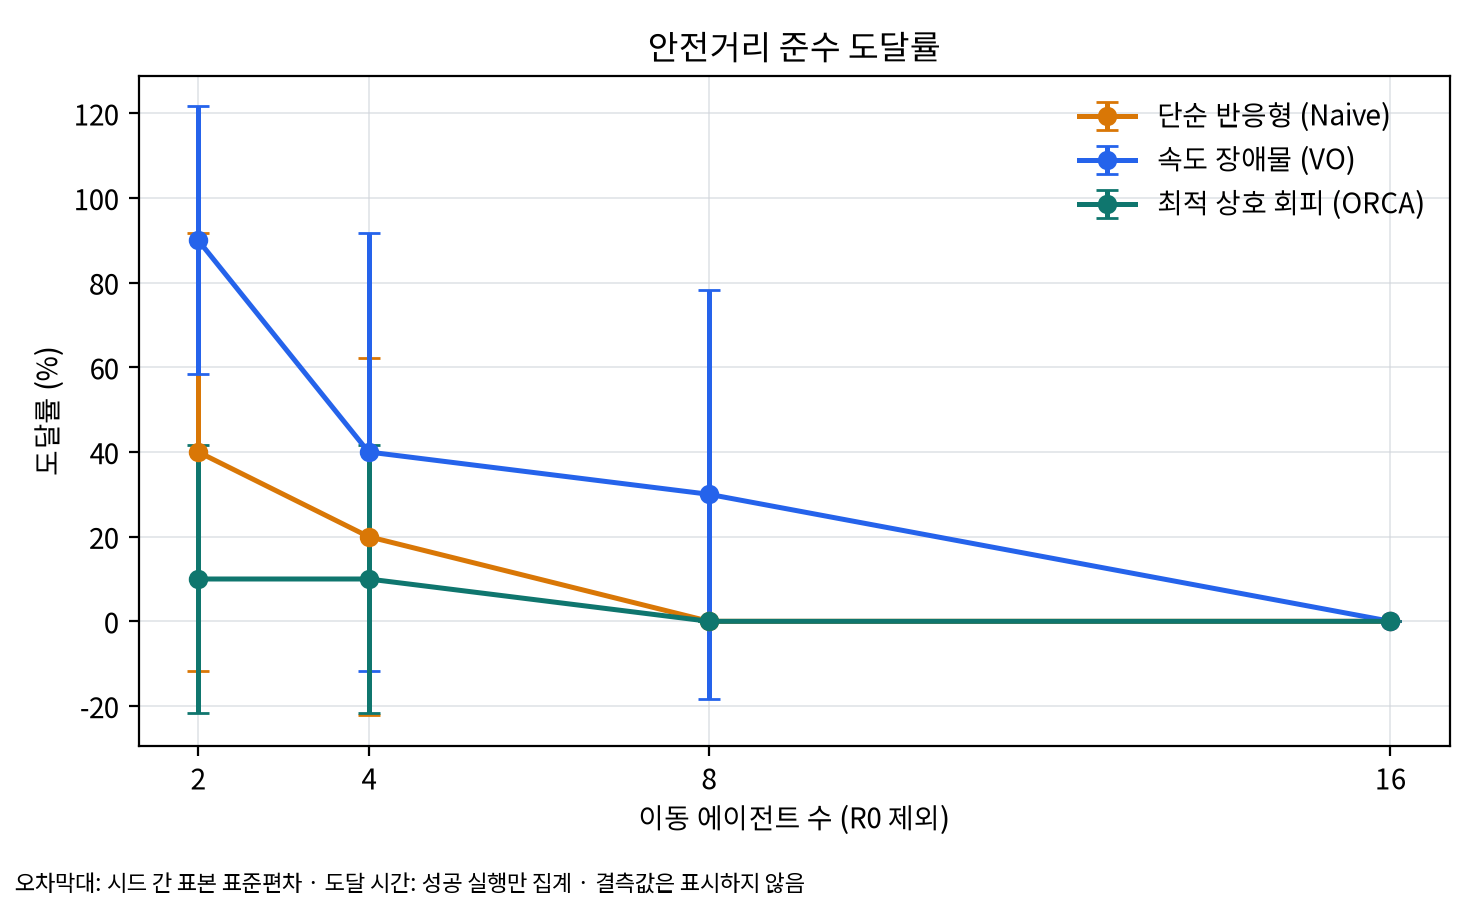 안전거리 준수 도달률
단순 반응형 (Naive)
속도 장애물 (VO)
최적 상호 회피 (ORCA)
도달률 (%)
120
100
80
60
40
20
0
-20
2 4 8 16
이동 에이전트 수 (R0 제외)
오차막대: 시드 간 표본 표준편차 · 도달 시간: 성공 실행만 집계 · 결측값은 표시하지 않음